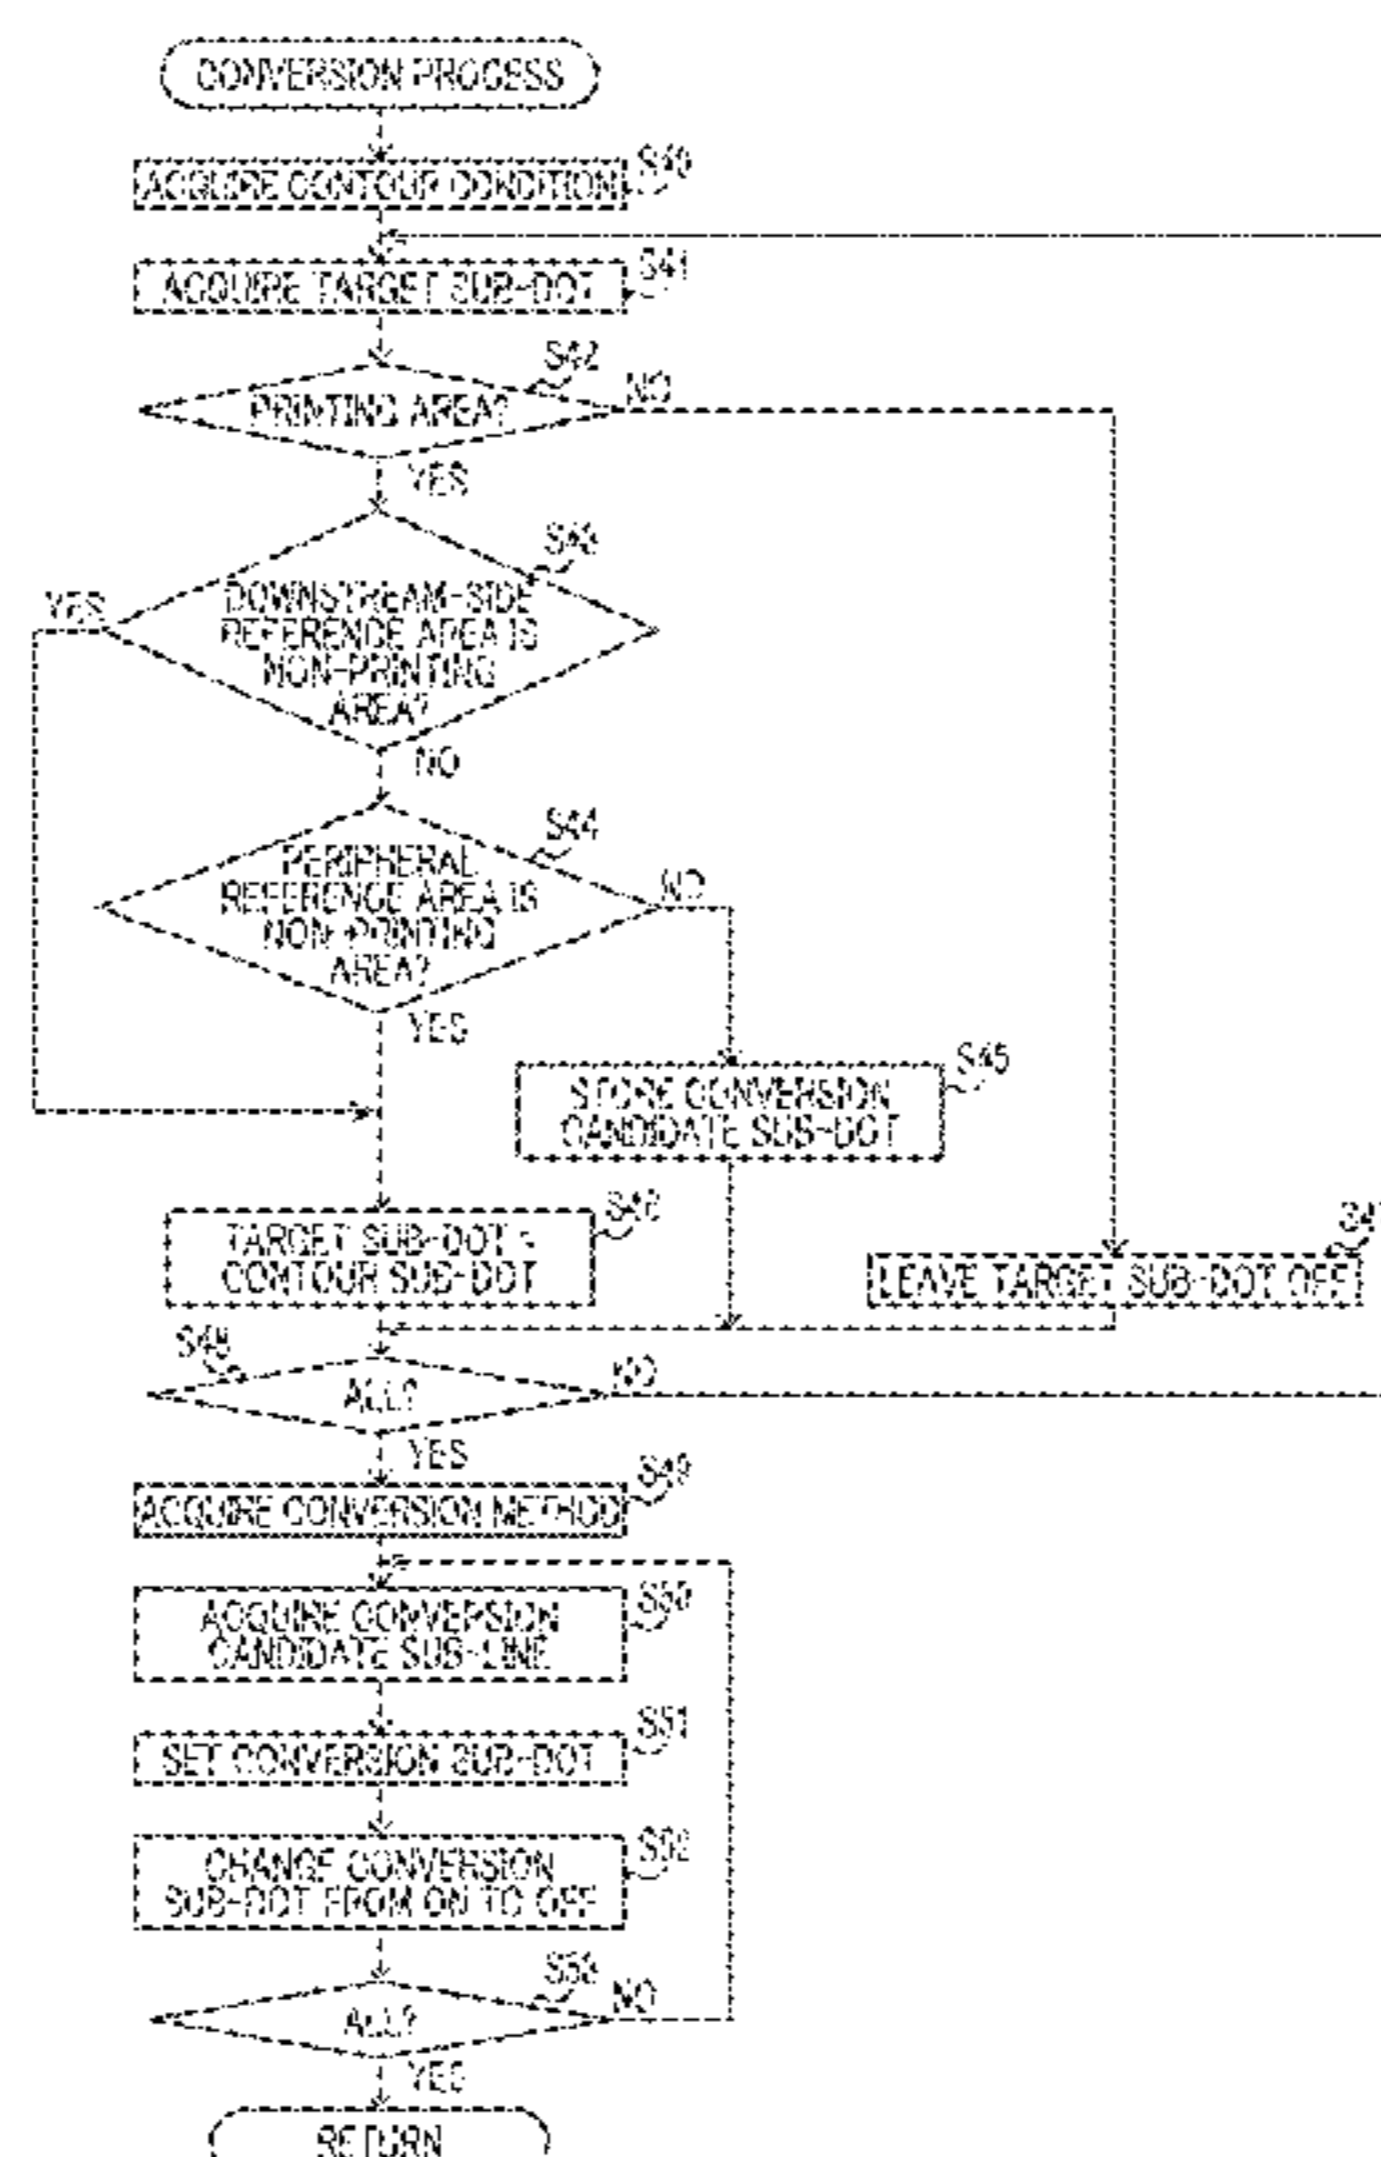 CONVERSION PROCESS
S40
ACQUIRE CONTOUR CONDITION
S41
ACQUIRE TARGET SUB-DOT
S42
PRINTING AREA?
NO
YES
S43
DOWNSTREAM-SIDE
REFERENCE AREA IS
NON-PRINTING
AREA?
YES
NO
S44
PERIPHERAL
REFERENCE AREA IS
NON-PRINTING
AREA?
NO
YES
S45
STORE CONVERSION
CANDIDATE SUB-DOT
S46
TARGET SUB-DOT =
CONTOUR SUB-DOT
LEAVE TARGET SUB-DOT OFF
S48
ALL?
NO
YES
S49
ACQUIRE CONVERSION METHOD
S50
ACQUIRE CONVERSION
CANDIDATE SUB-LINE
S51
SET CONVERSION SUB-DOT
S52
CHANGE CONVERSION
SUB-DOT FROM ON TO OFF
S53
ALL?
NO
YES
RETURN